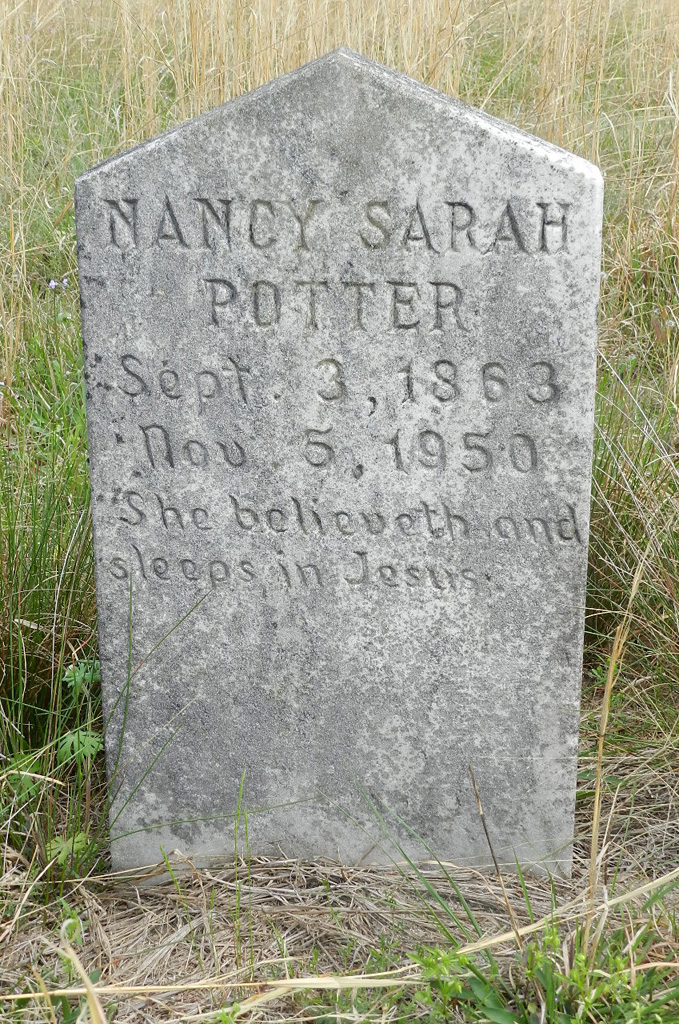 NANCY SARAH
POTTER
Sept. 3, 1863
Nov. 5, 1950
She believeth and
sleeps in Jesus.